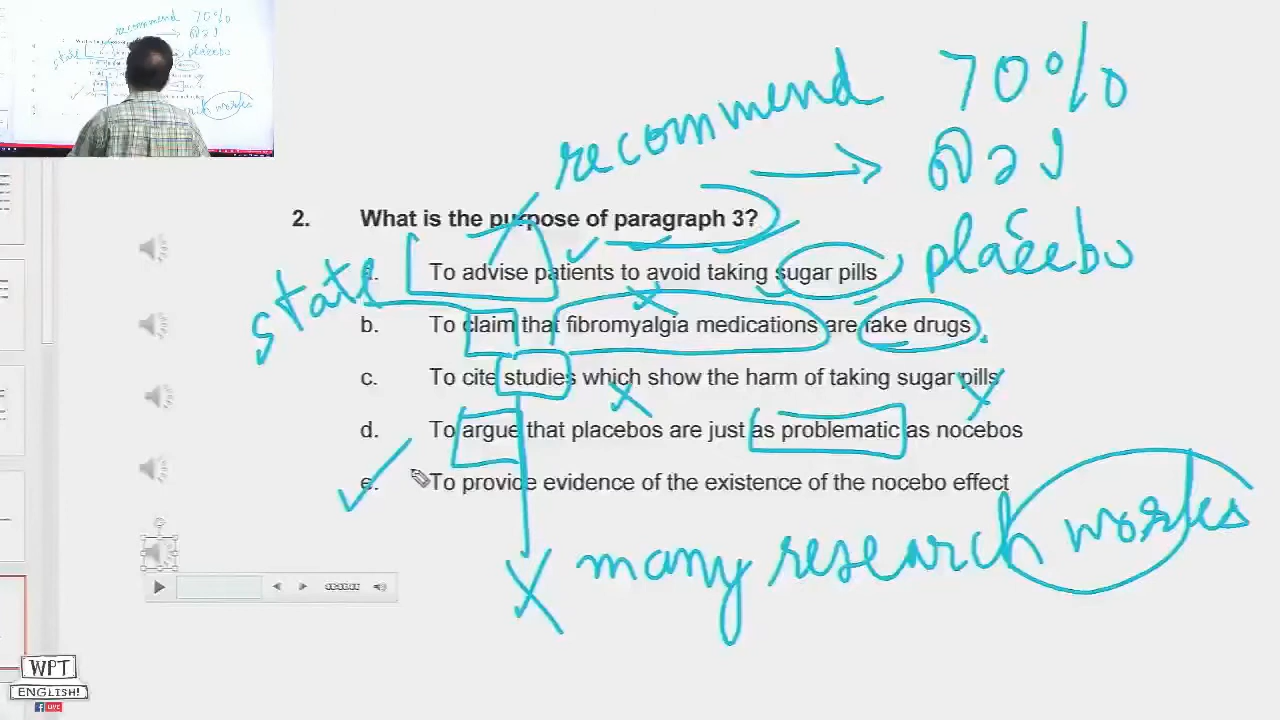 recommend 70%
ลวง
2. What is the purpose of paragraph 3?
placebo
a. To advise patients to avoid taking sugar pills
state
b. To claim that fibromyalgia medications are fake drugs.
c. To cite studies which show the harm of taking sugar pills
d. To argue that placebos are just as problematic as nocebos
e. To provide evidence of the existence of the nocebo effect
many research works
WPT
ENGLISH!
LIVE